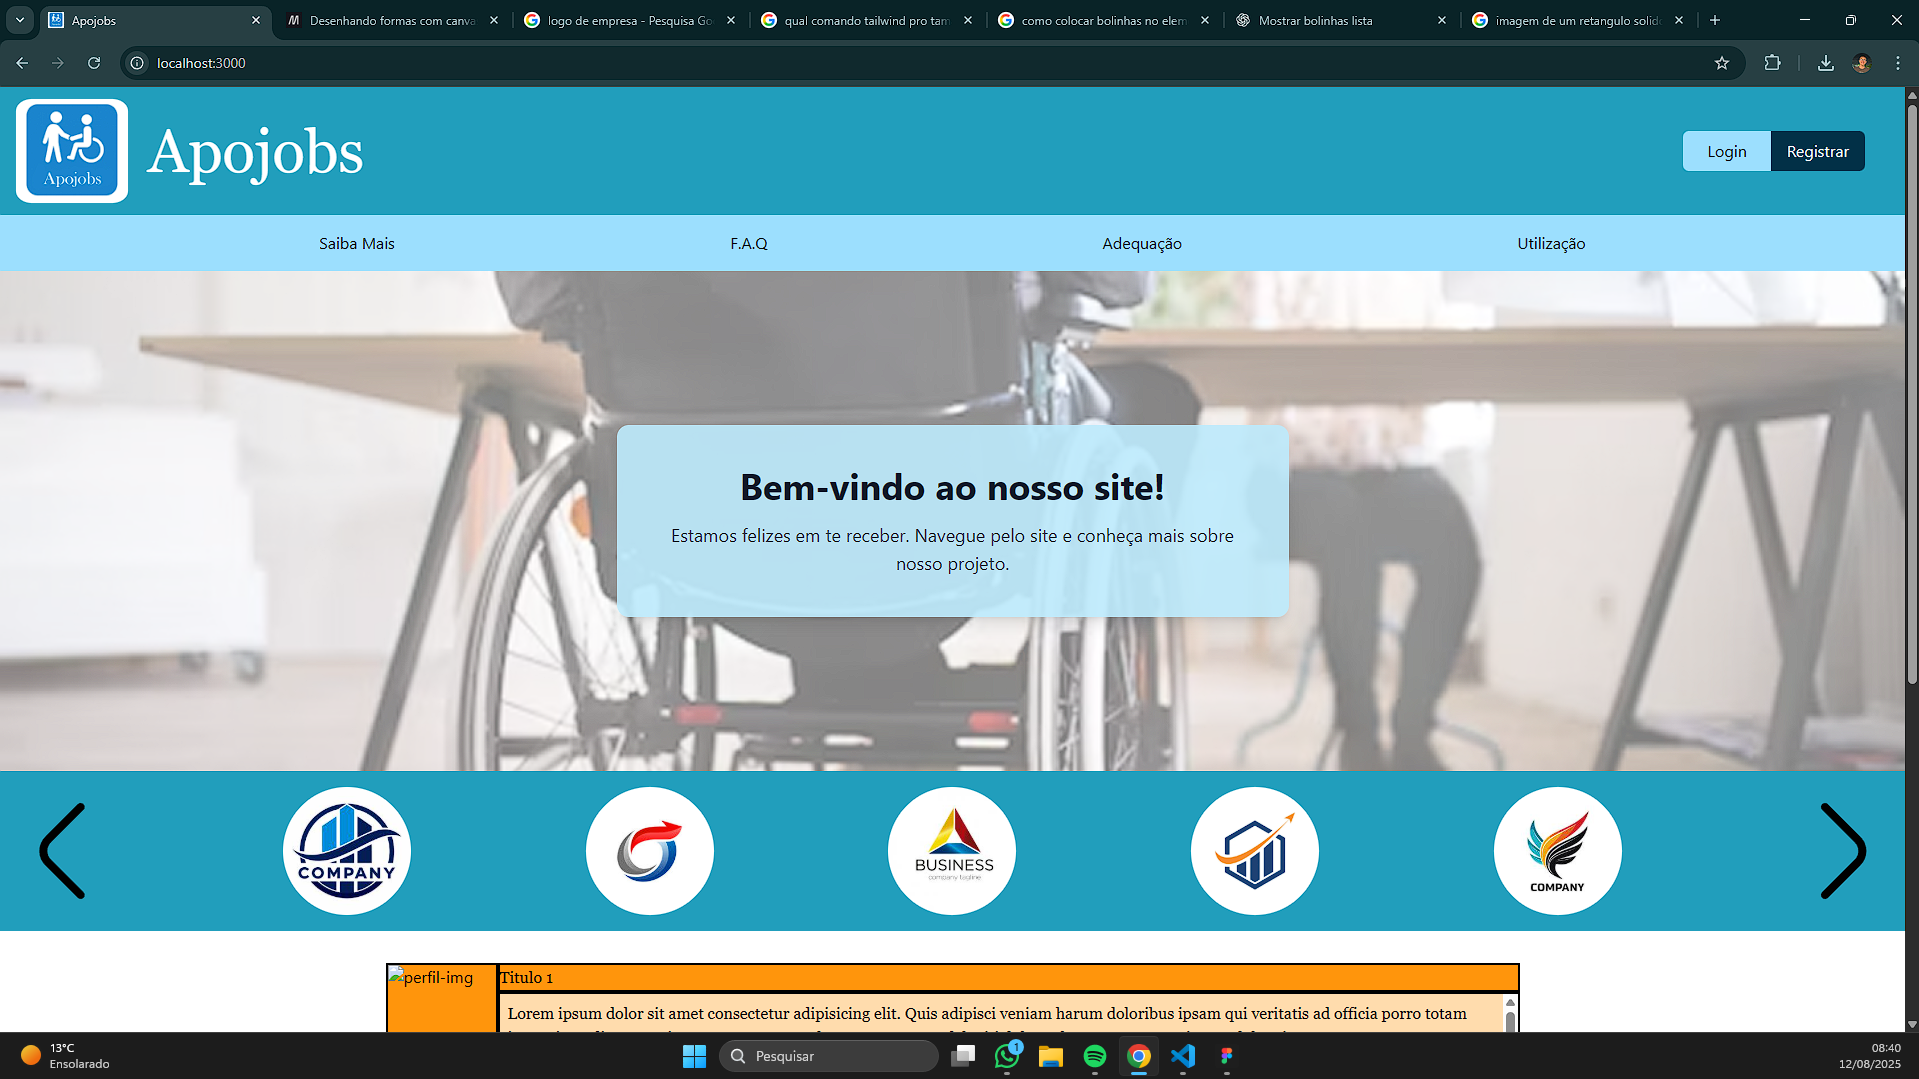 Apojobs
Desenhando formas com canva
logo de empresa - Pesquisa Go
qual comando tailwind pro tam
como colocar bolinhas no elem
Mostrar bolinhas lista
imagem de um retangulo solido
localhost:3000
Apojobs
Apojobs
Login
Registrar
Saiba Mais
F.A.Q
Adequação
Utilização
Bem-vindo ao nosso site!
Estamos felizes em te receber. Navegue pelo site e conheça mais sobre
nosso projeto.
COMPANY
BUSINESS
company tagline
COMPANY
perfil-img
Titulo 1
Lorem ipsum dolor sit amet consectetur adipisicing elit. Quis adipisci veniam harum doloribus ipsam qui veritatis ad officia porro totam
13°C
Ensolarado
Pesquisar
1
08:40
12/08/2025